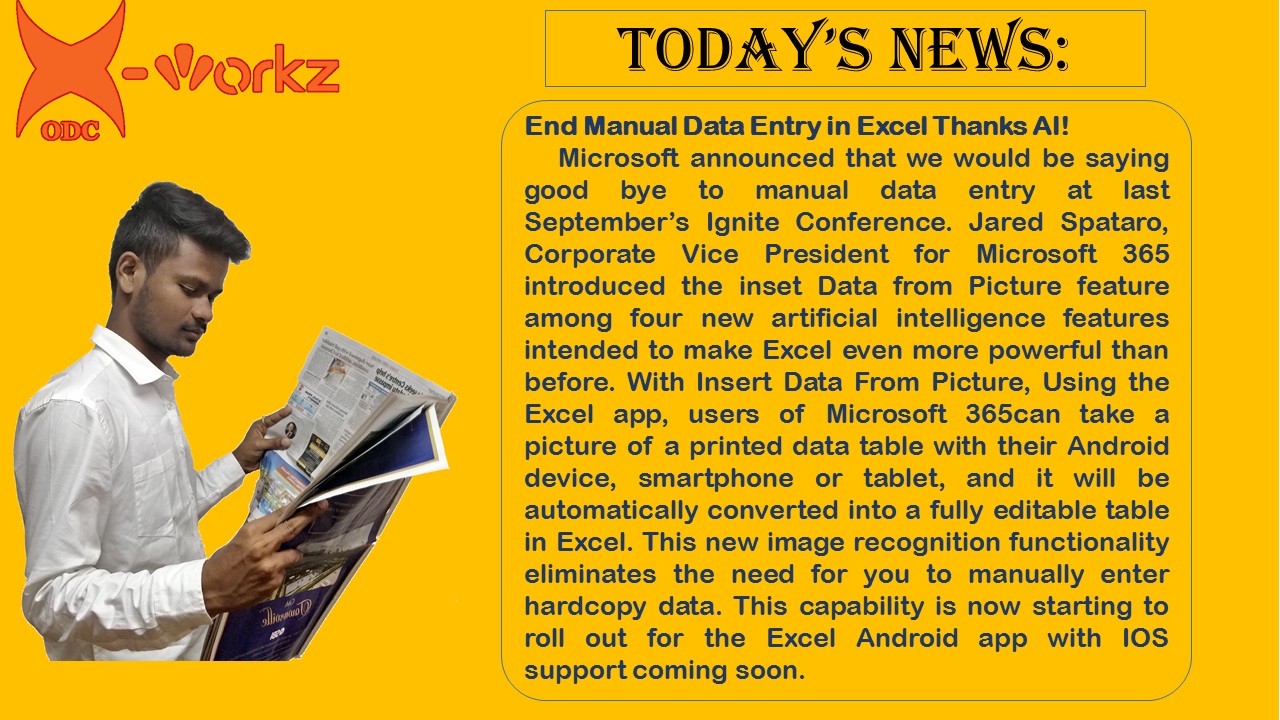 X-workz
ODC
TODAY'S NEWS:
End Manual Data Entry in Excel Thanks AI!
Microsoft announced that we would be saying
good bye to manual data entry at last
September's Ignite Conference. Jared Spataro,
Corporate Vice President for Microsoft 365
introduced the inset Data from Picture feature
among four new artificial intelligence features
intended to make Excel even more powerful than
before. With Insert Data From Picture, Using the
Excel app, users of Microsoft 365can take a
picture of a printed data table with their Android
device, smartphone or tablet, and it will be
automatically converted into a fully editable table
in Excel. This new image recognition functionality
eliminates the need for you to manually enter
hardcopy data. This capability is now starting to
roll out for the Excel Android app with IOS
support coming soon.